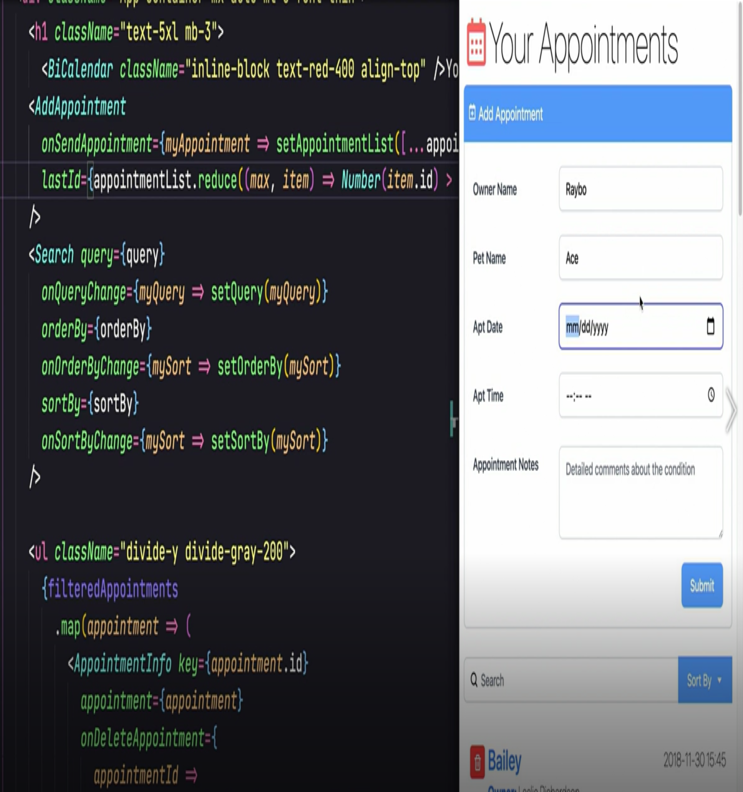 <h1 className="text-5xl mb-3">
<BiCalendar className="inline-block text-red-400 align-top" />Yo
<AddAppointment
onSendAppointment={myAppointment => setAppointmentList([...appoi
lastId={appointmentList.reduce((max, item) => Number(item.id) >
/>
<Search query={query}
onQueryChange={myQuery => setQuery(myQuery)}
orderBy={orderBy}
onOrderByChange={mySort => setOrderBy(mySort)}
sortBy={sortBy}
onSortByChange={mySort => setSortBy(mySort)}
/>
<ul className="divide-y divide-gray-200">
{filteredAppointments
.map(appointment => (
<AppointmentInfo key={appointment.id}
appointment={appointment}
onDeleteAppointment={
appointmentId =>
Your Appointments
Add Appointment
Owner Name
Raybo
Pet Name
Ace
Apt Date
mm/dd/yyyy
Apt Time
--:-- --
Appointment Notes
Detailed comments about the condition
Submit
Search
Sort By
Bailey
2018-11-30 15:45